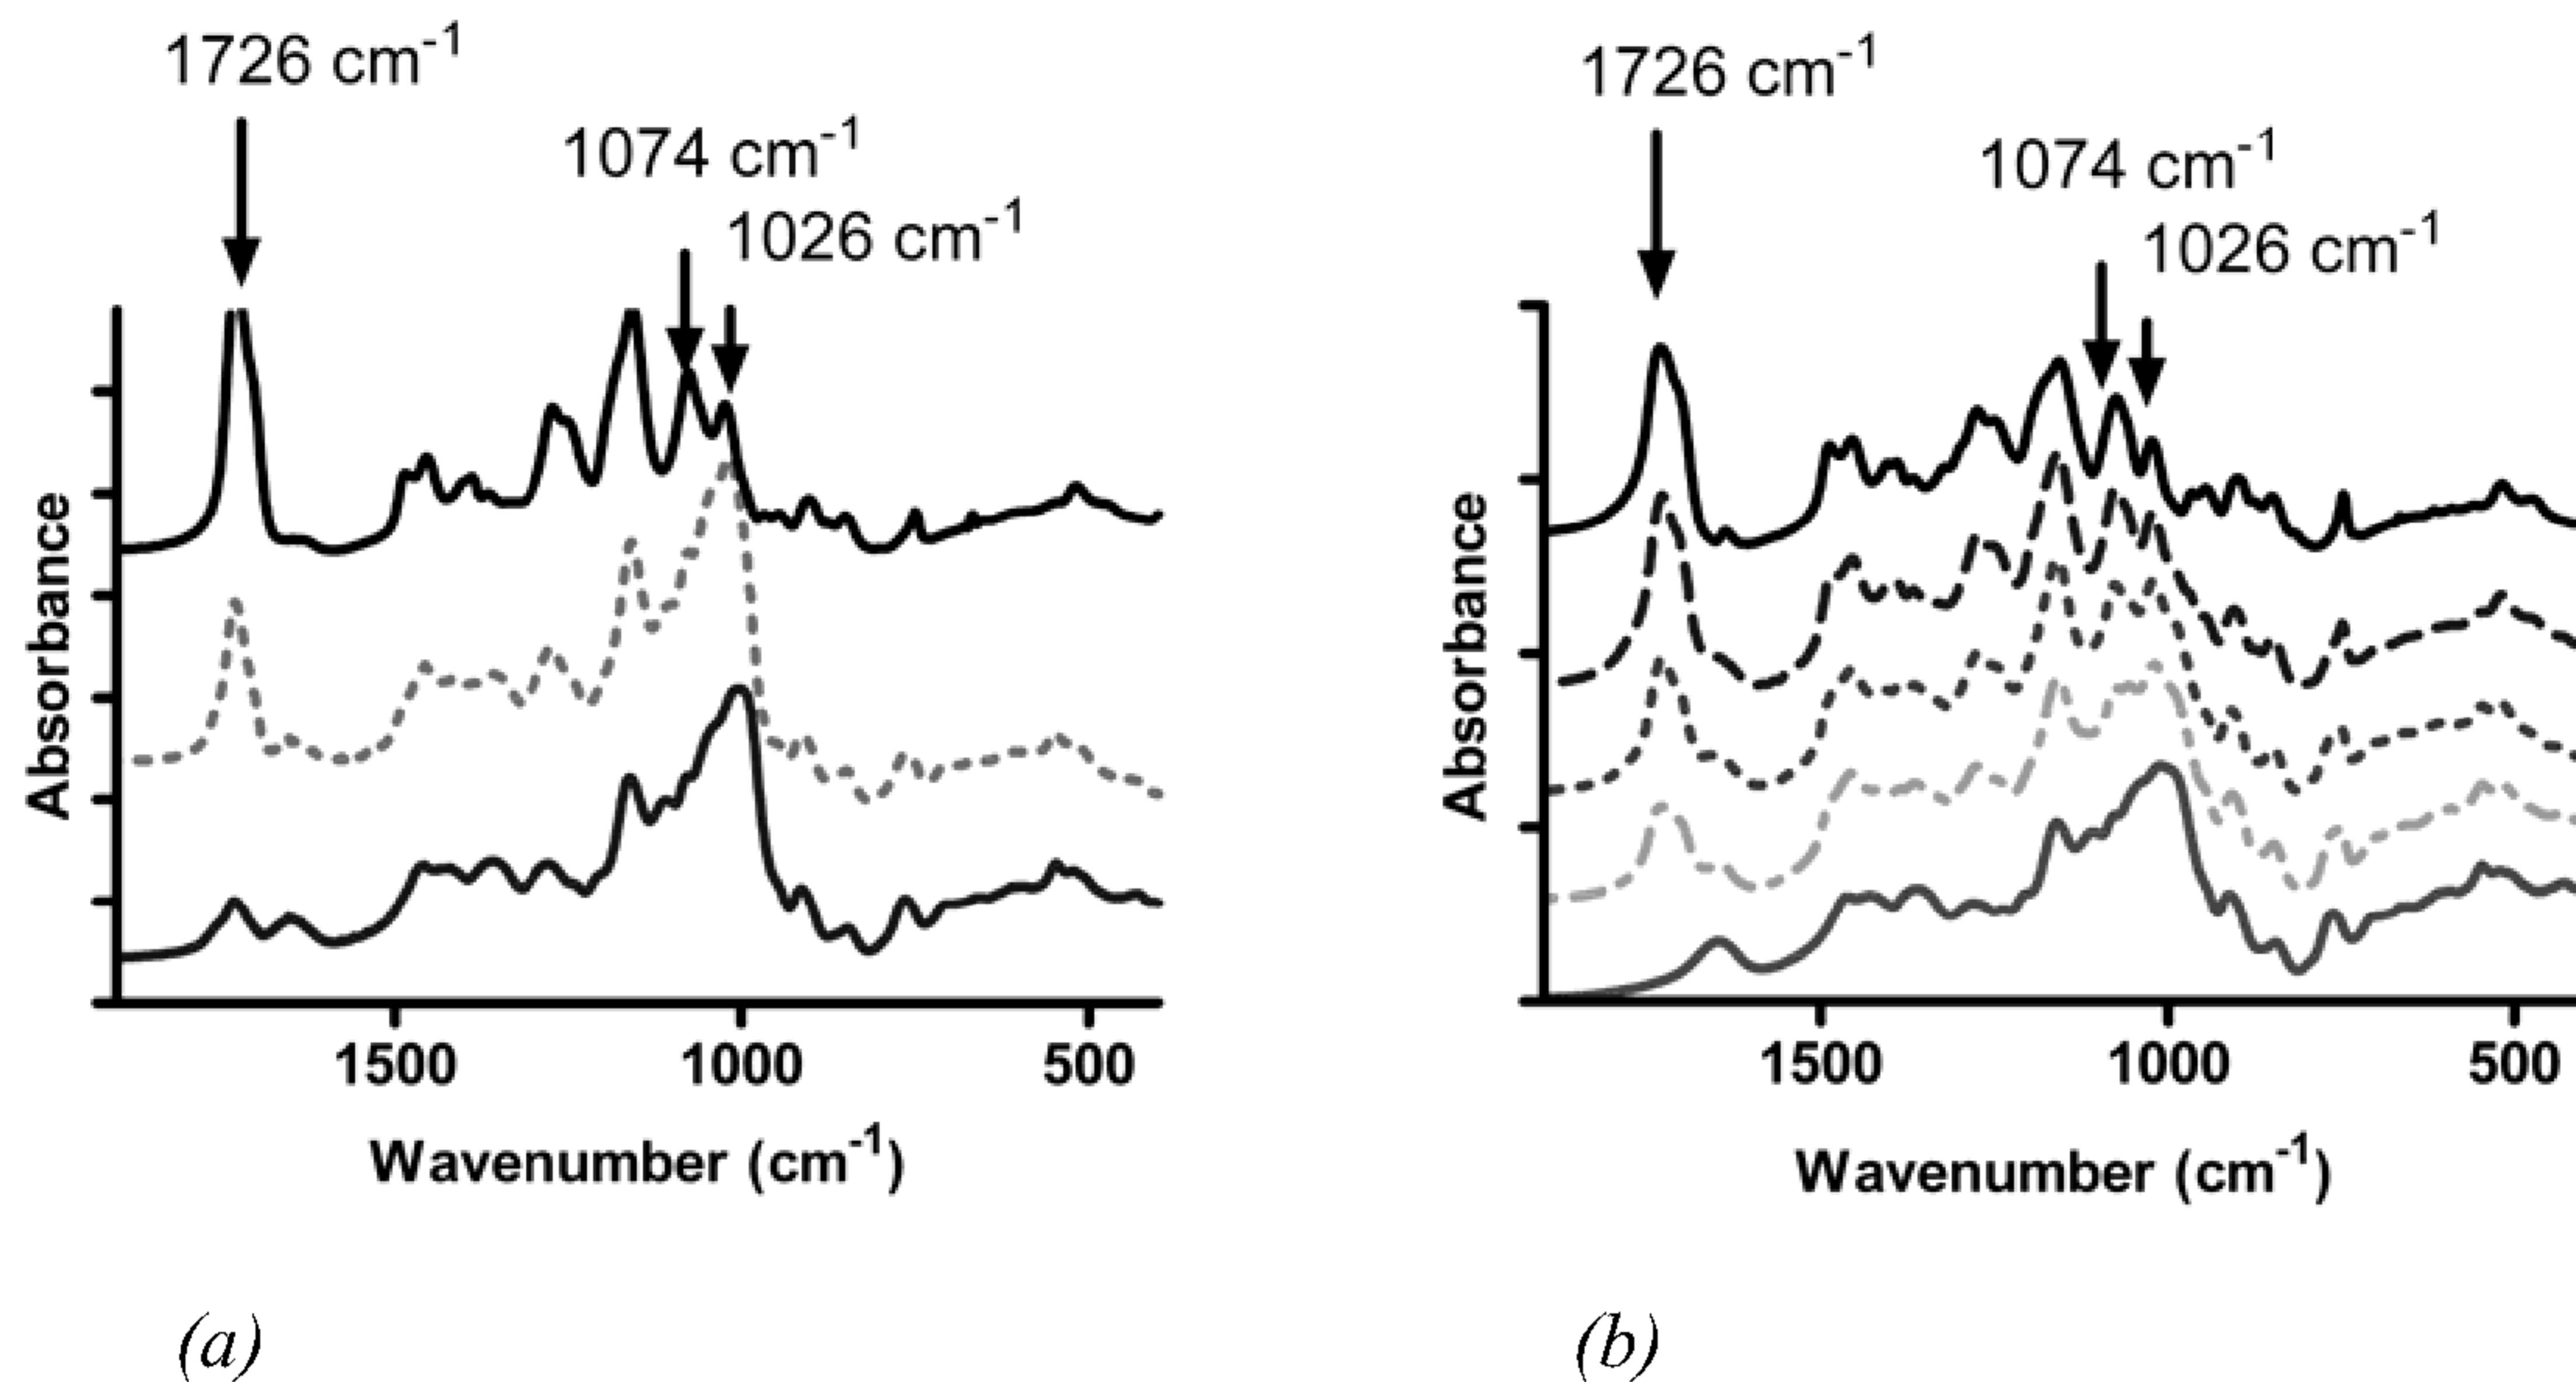 1726 cm⁻¹
1074 cm⁻¹
1026 cm⁻¹
Absorbance
1500 1000 500
Wavenumber (cm⁻¹)
(a)
1726 cm⁻¹
1074 cm⁻¹
1026 cm⁻¹
Absorbance
1500 1000 500
Wavenumber (cm⁻¹)
(b)